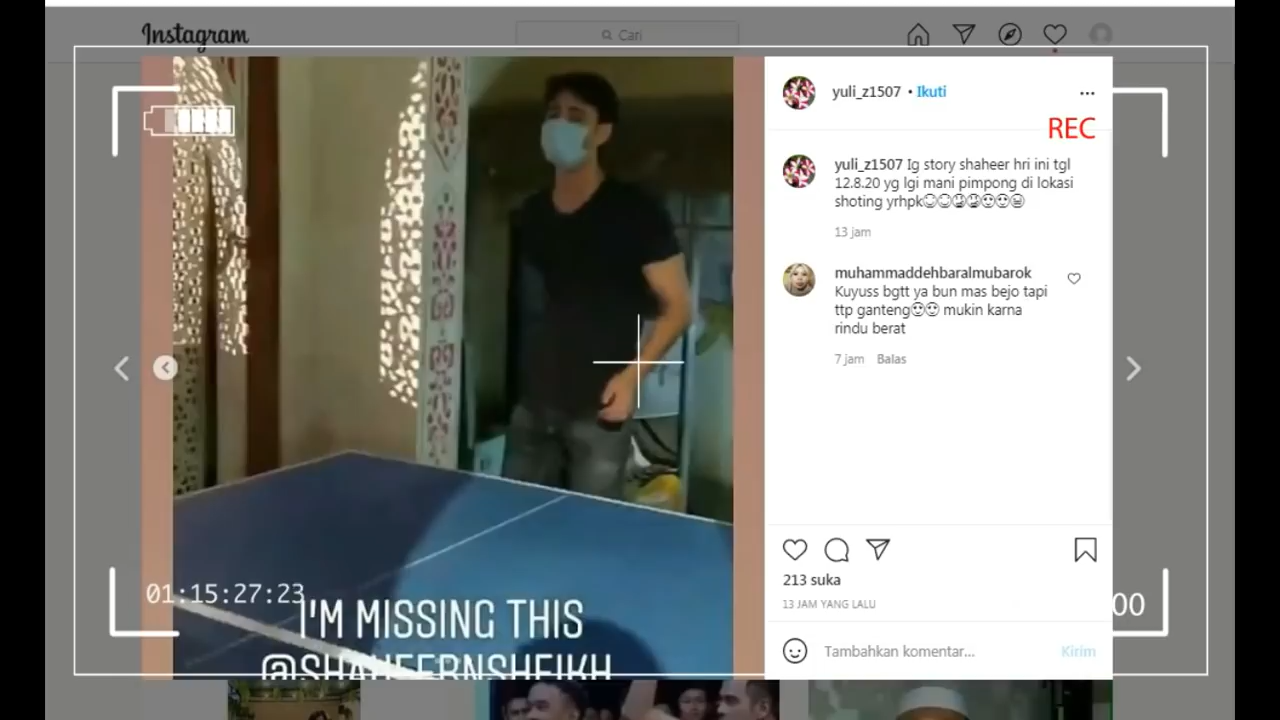 Instagram
Cari
yuli_z1507 • Ikuti
REC
yuli_z1507 Ig story shaheer hri ini tgl
12.8.20 yg lgi mani pimpong di lokasi
shoting yrhpk
13 jam
muhammaddehbaralmubarok
Kuyuss bgtt ya bun mas bejo tapi
ttp ganteng mukin karna
rindu berat
7 jam Balas
213 suka
13 JAM YANG LALU
01:15:27:23
00
I'M MISSING THIS
@SHAHEERNSHEIKH
Tambahkan komentar... Kirim